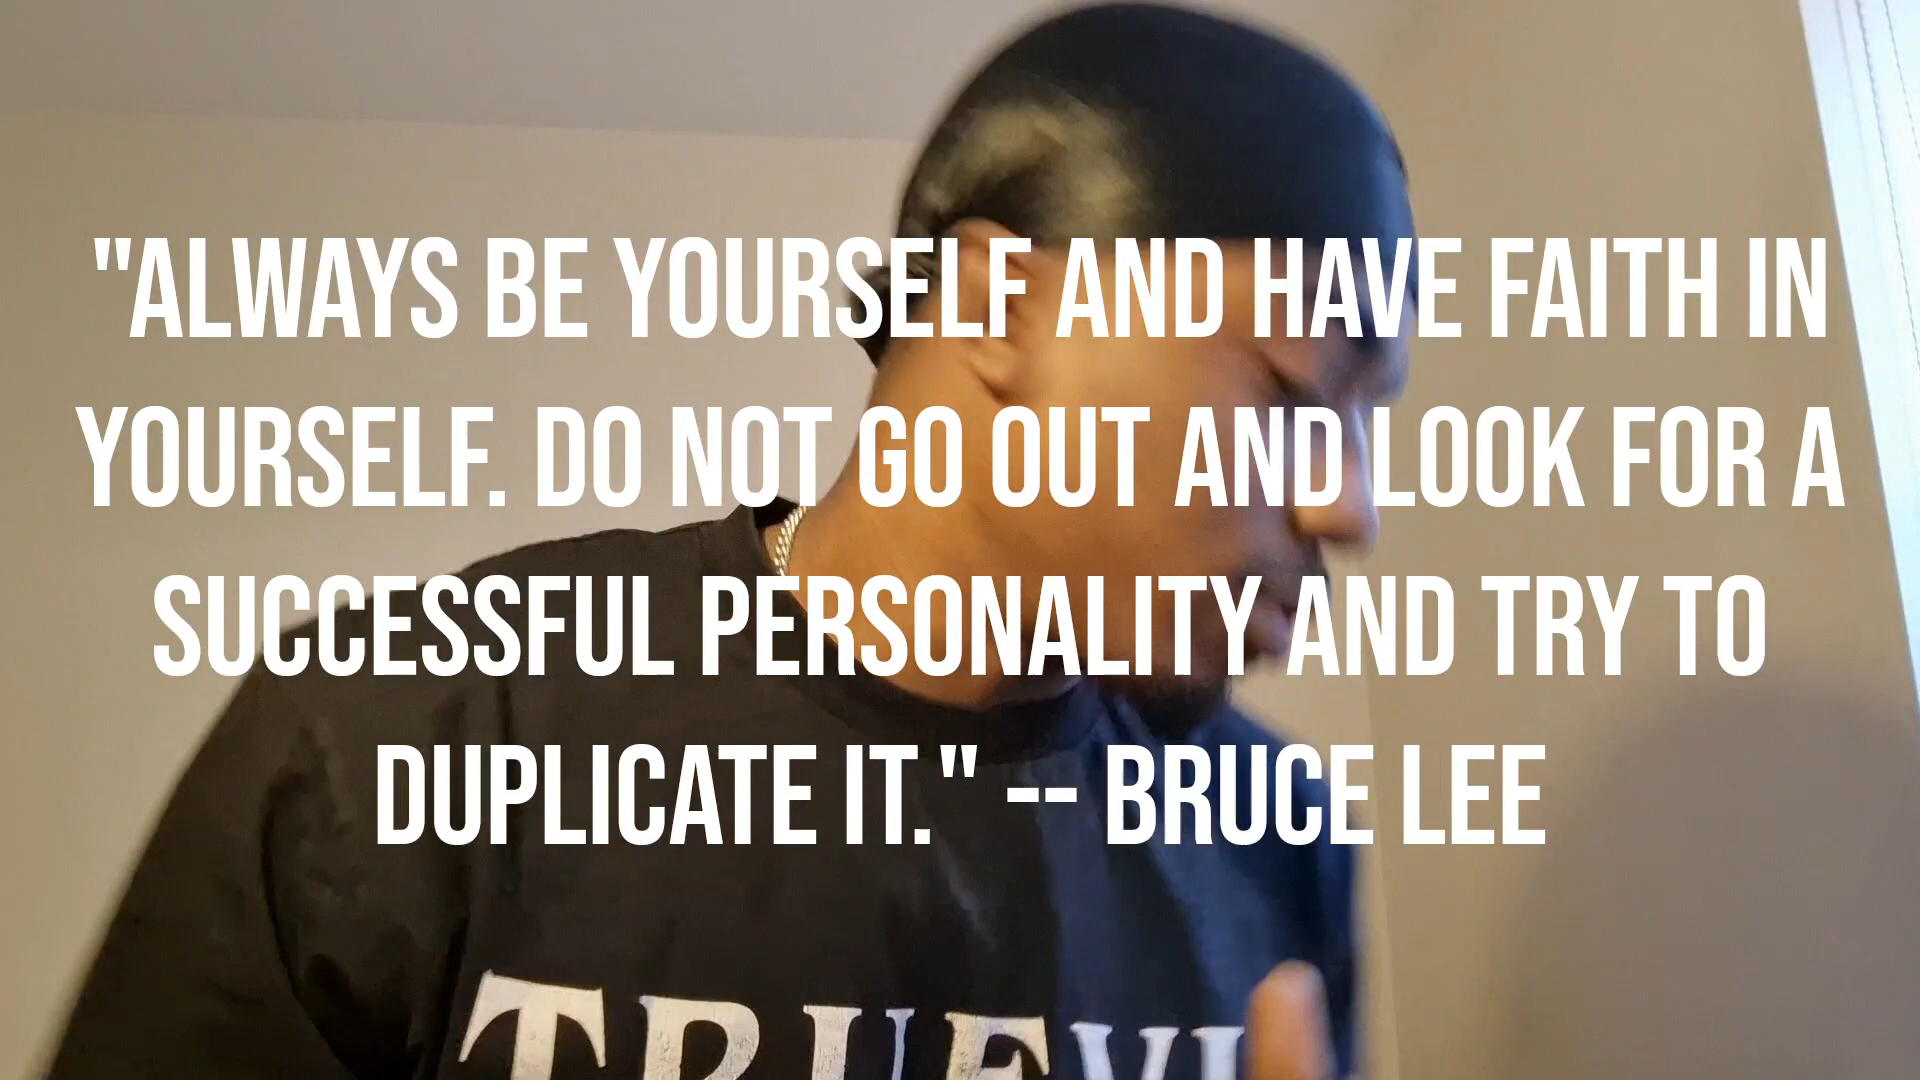 "ALWAYS BE YOURSELF AND HAVE FAITH IN
YOURSELF. DO NOT GO OUT AND LOOK FOR A
SUCCESSFUL PERSONALITY AND TRY TO
DUPLICATE IT." -- BRUCE LEE
TRUEVI